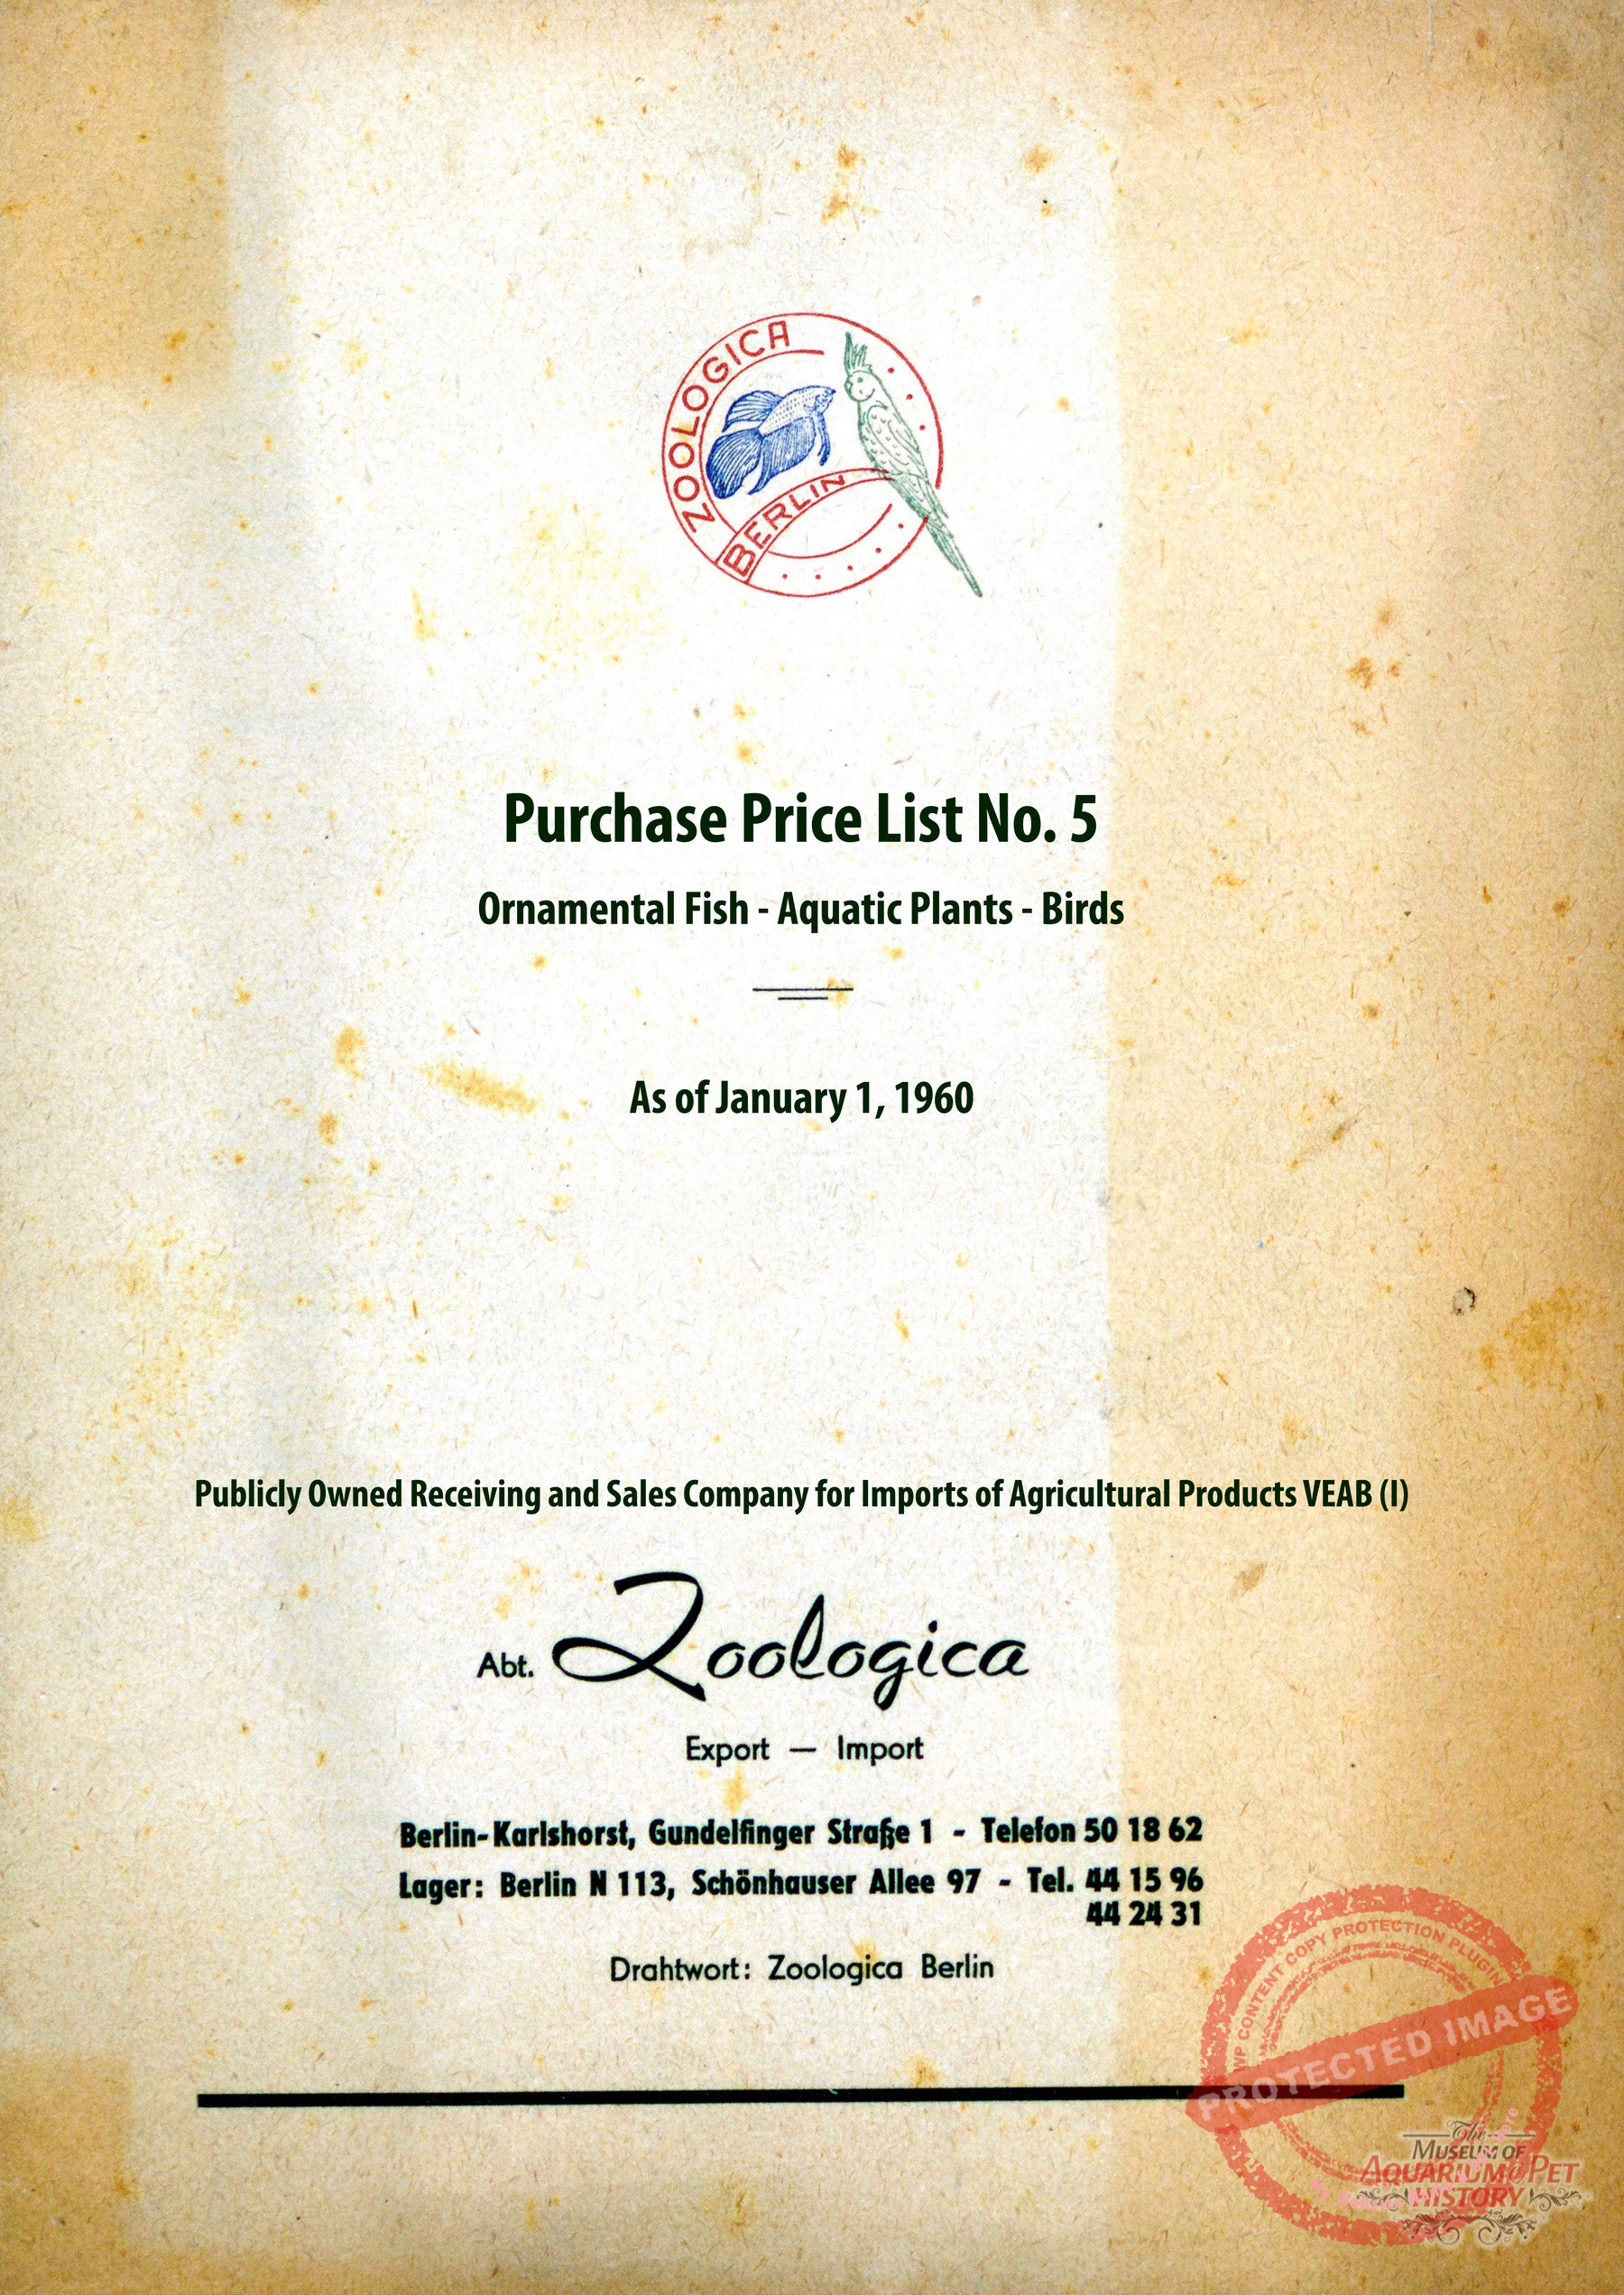 ZOOLOGICA
BERLIN
Purchase Price List No. 5
Ornamental Fish - Aquatic Plants - Birds
As of January 1, 1960
Publicly Owned Receiving and Sales Company for Imports of Agricultural Products VEAB (I)
Abt. Zoologica
Export — Import
Berlin-Karlshorst, Gundelfinger Straße 1 - Telefon 50 18 62
Lager: Berlin N 113, Schönhauser Allee 97 - Tel. 44 15 96
44 24 31
Drahtwort: Zoologica Berlin
WP CONTENT COPY PROTECTION PLUGIN
PROTECTED IMAGE
The
MUSEUM OF
AQUARIUM & PET
HISTORY